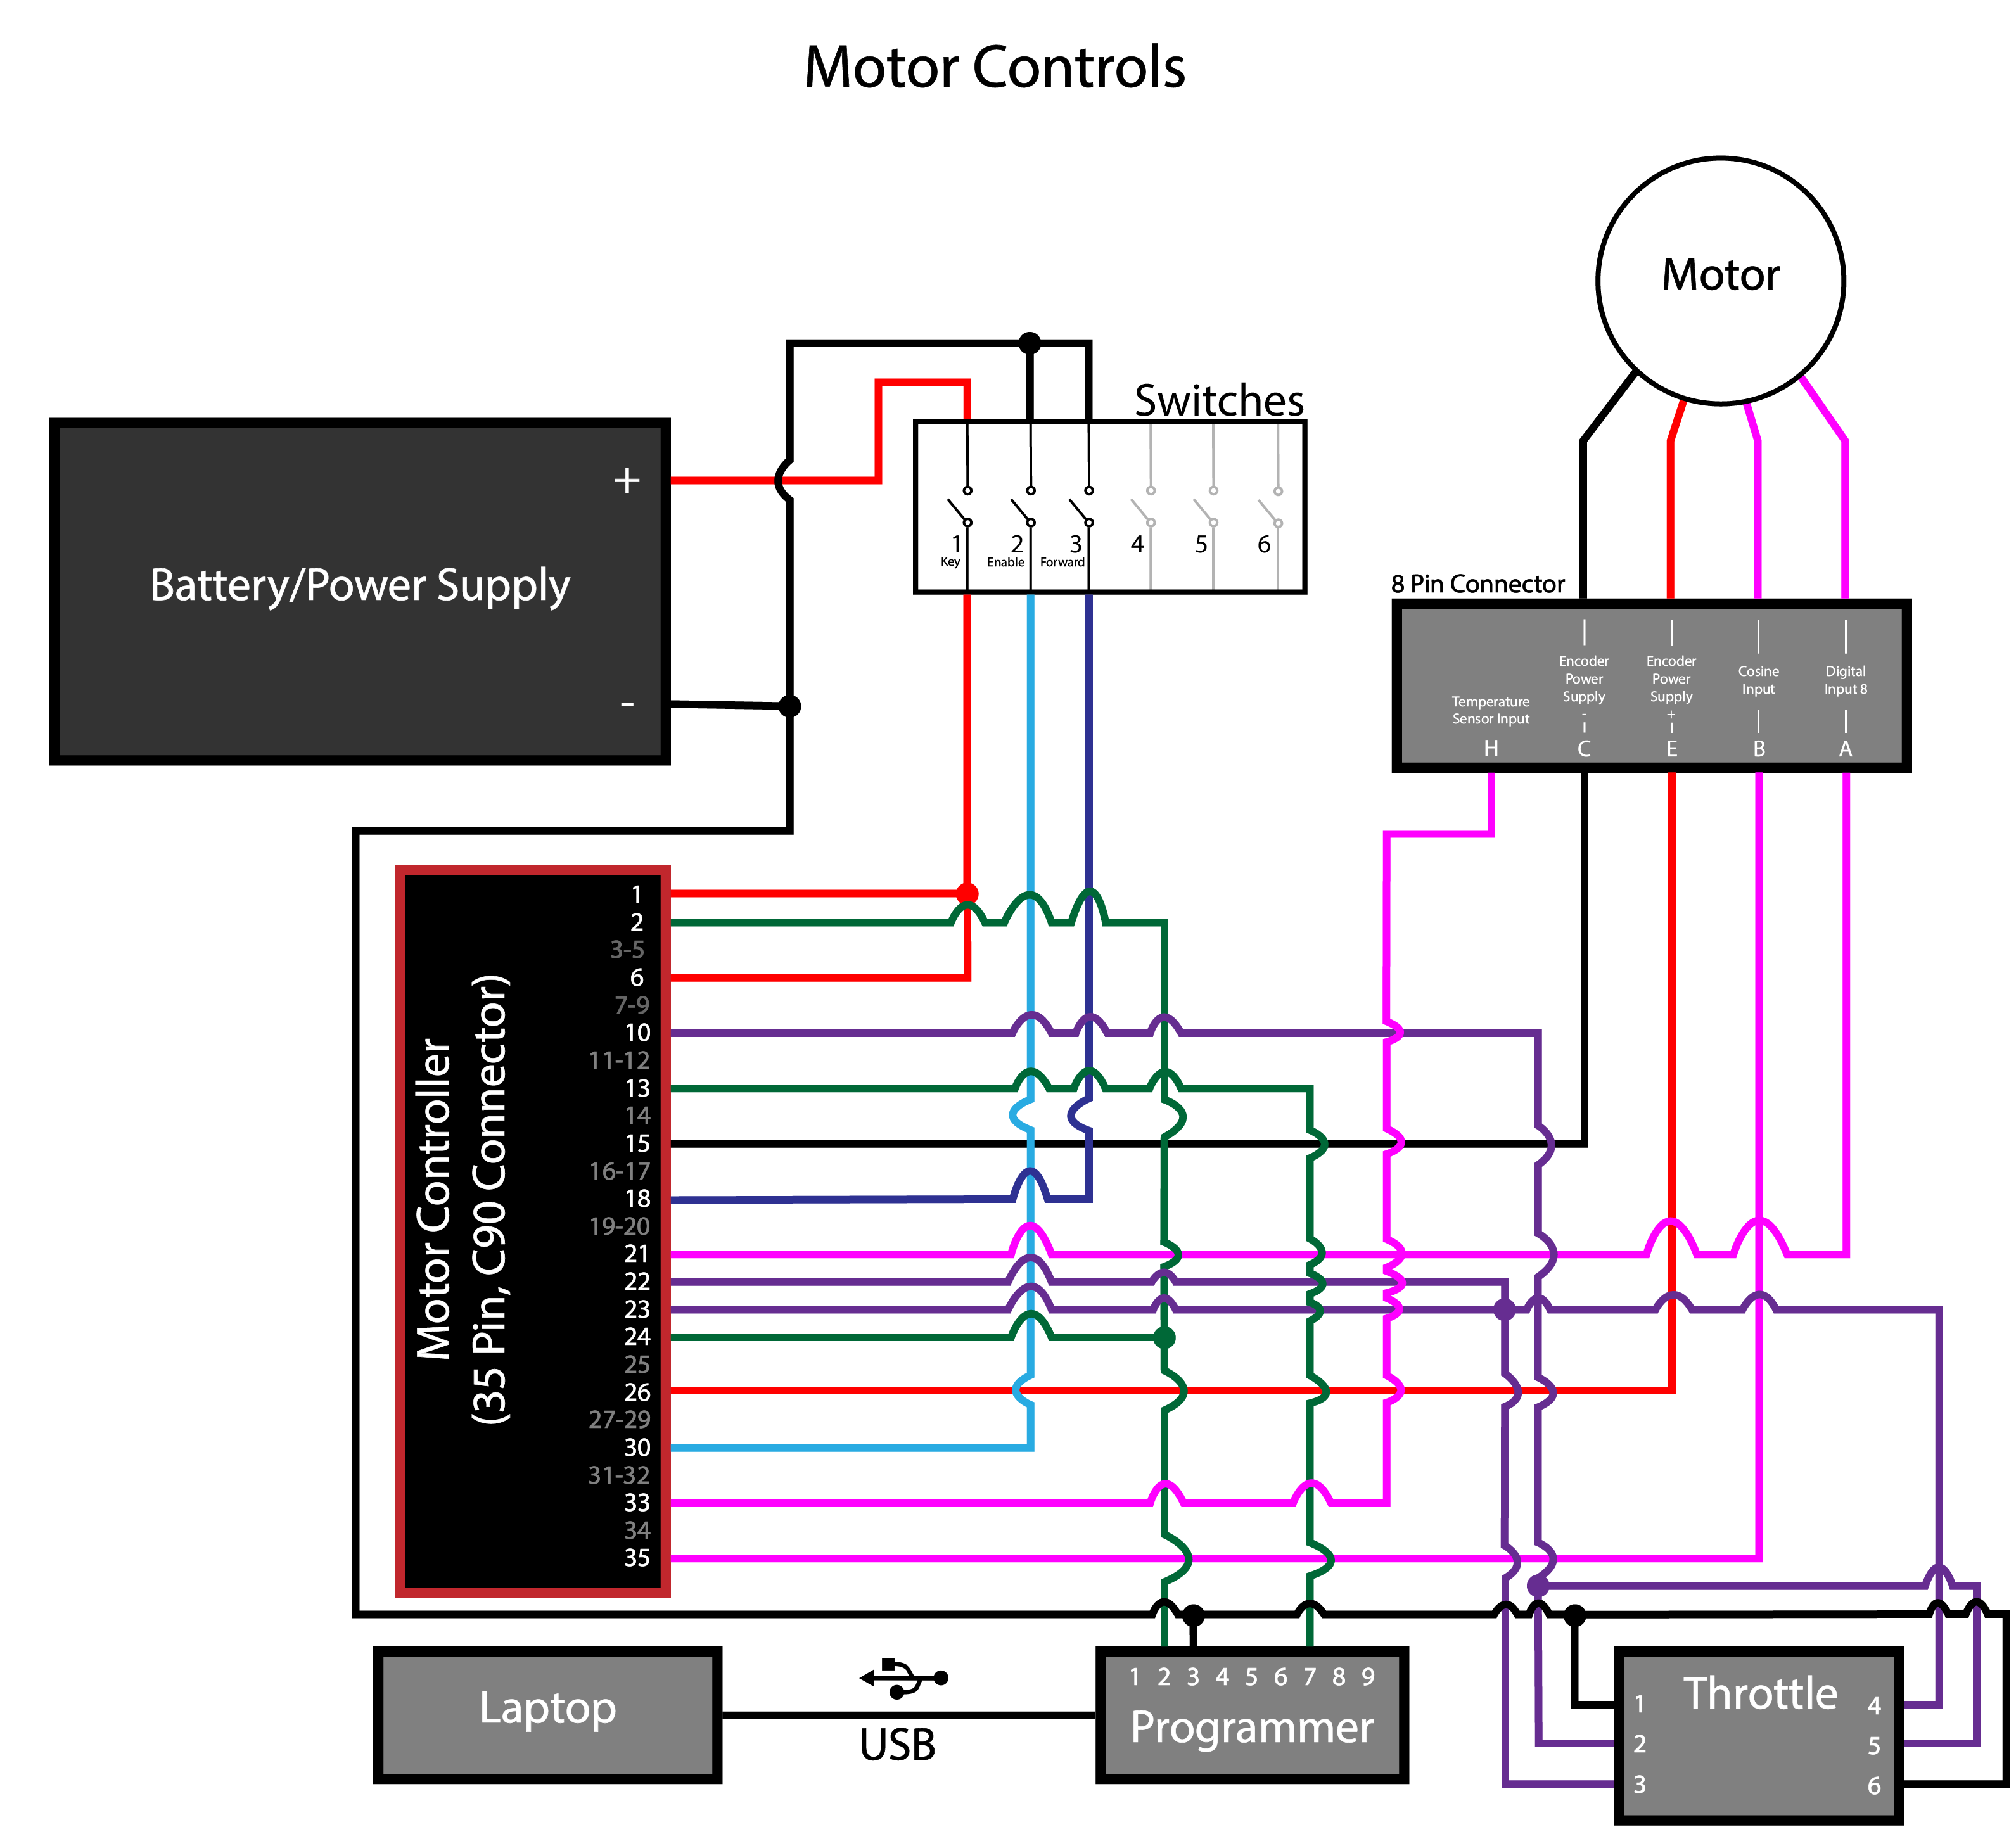 Motor Controls
Motor
Switches
Battery/Power Supply
+
-
1
2
3
4
5
6
Key
Enable
Forward
8 Pin Connector
Temperature
Sensor Input
H
Encoder
Power
Supply
-
C
Encoder
Power
Supply
+
E
Cosine
Input
B
Digital
Input 8
A
Motor Controller
(35 Pin, C90 Connector)
1
2
3-5
6
7-9
10
11-12
13
14
15
16-17
18
19-20
21
22
23
24
25
26
27-29
30
31-32
33
34
35
Laptop
USB
1 2 3 4 5 6 7 8 9
Programmer
Throttle
1
2
3
4
5
6